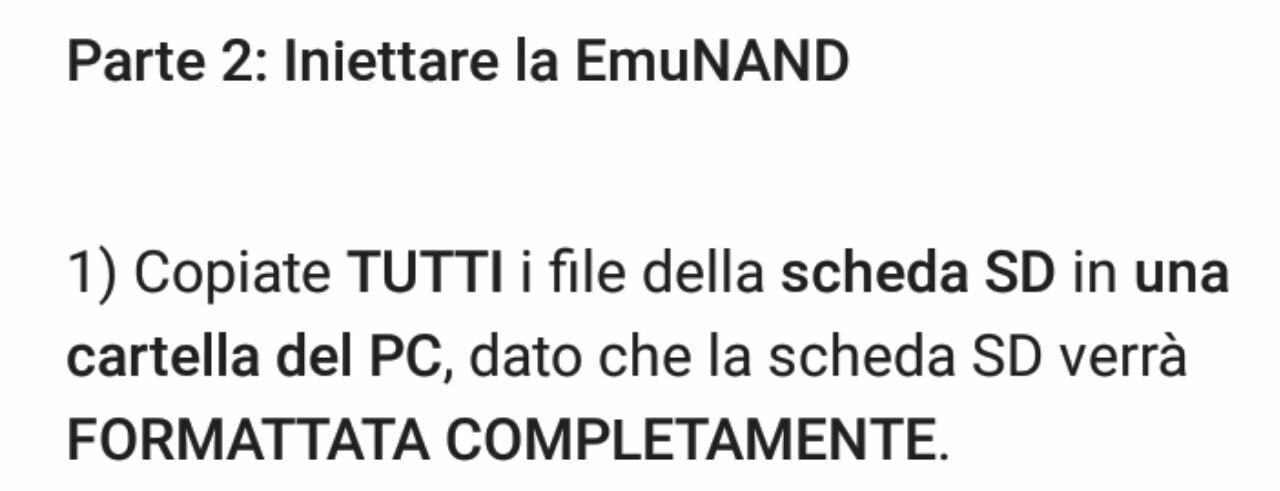 Parte 2: Iniettare la EmuNAND
1) Copiate TUTTI i file della scheda SD in una
cartella del PC, dato che la scheda SD verrà
FORMATTATA COMPLETAMENTE.